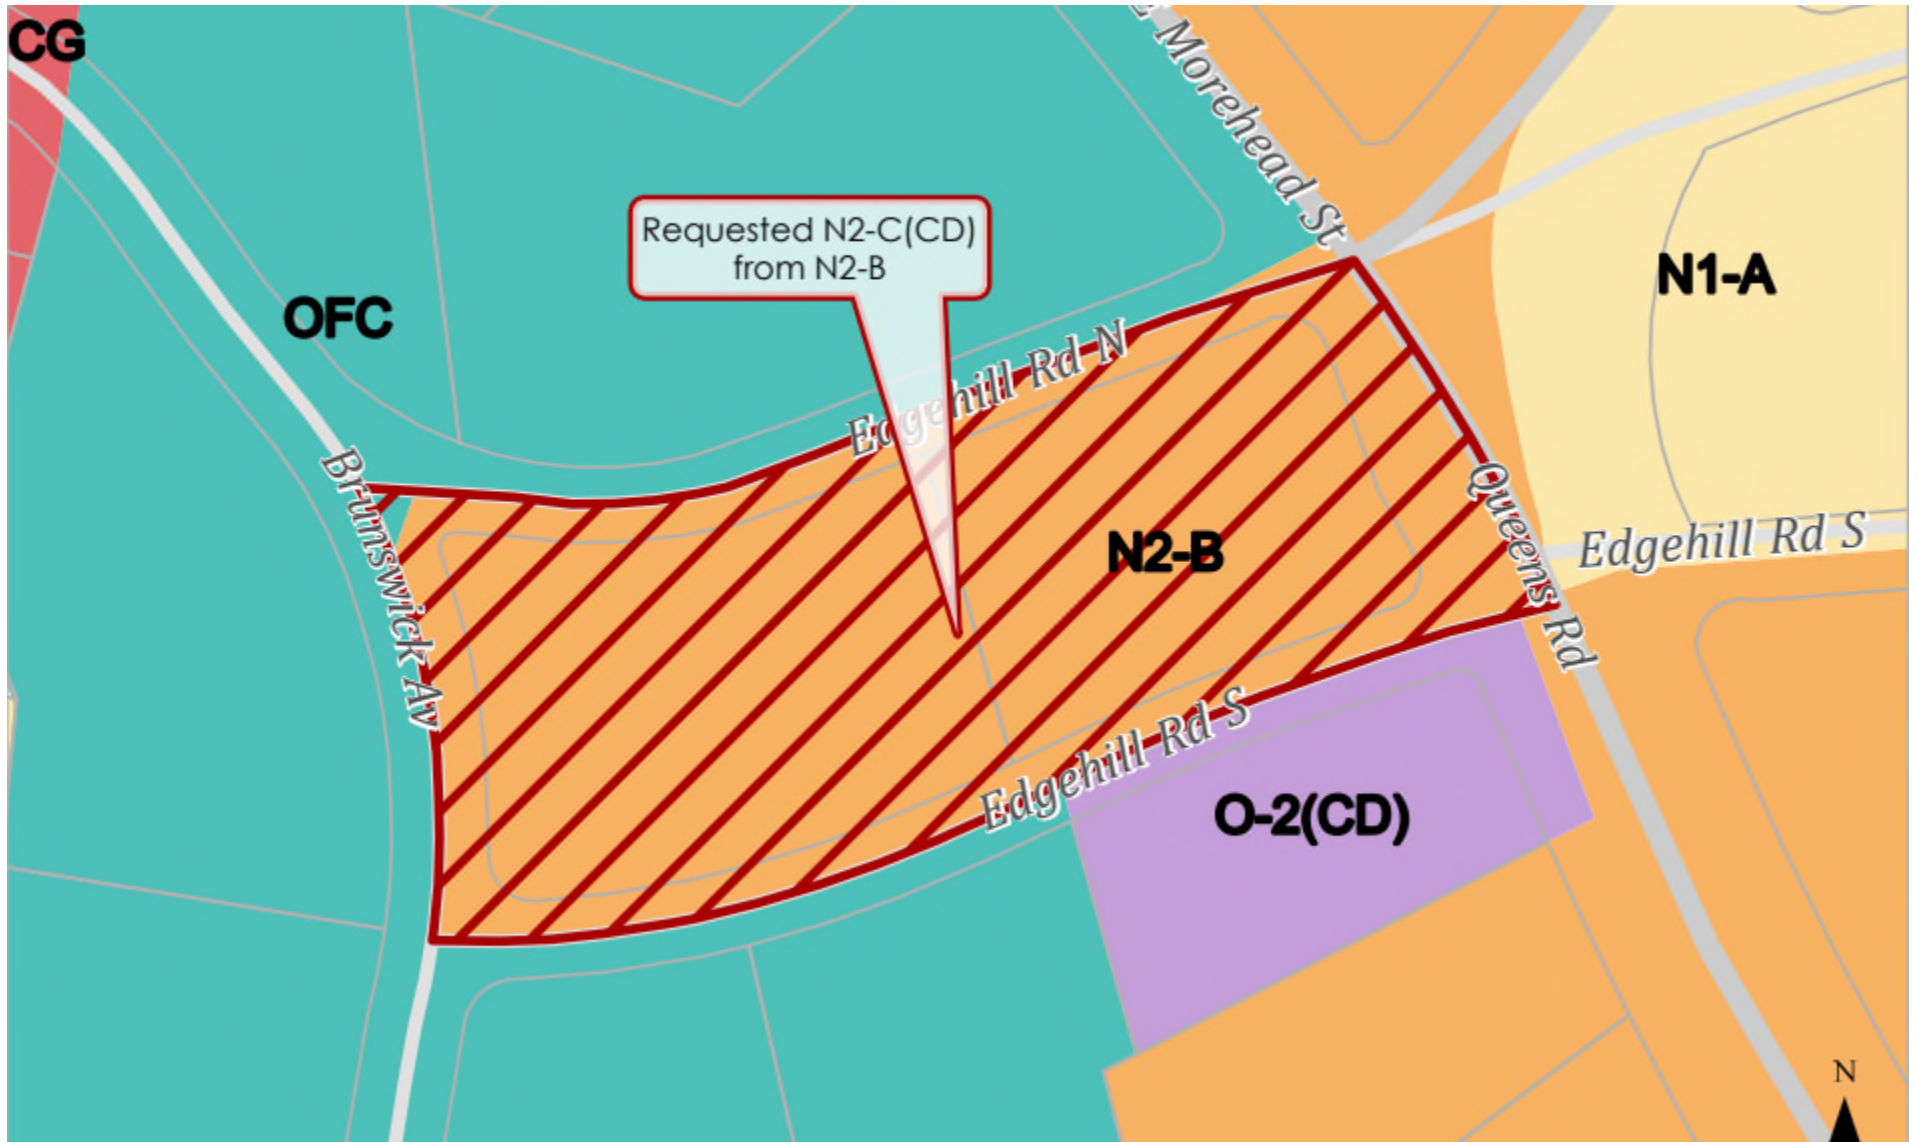 CG
Morehead St
Requested N2-C(CD)
from N2-B
N1-A
OFC
Edgehill Rd N
Brunswick Av
Queens Rd
N2-B
Edgehill Rd S
Edgehill Rd S
O-2(CD)
N